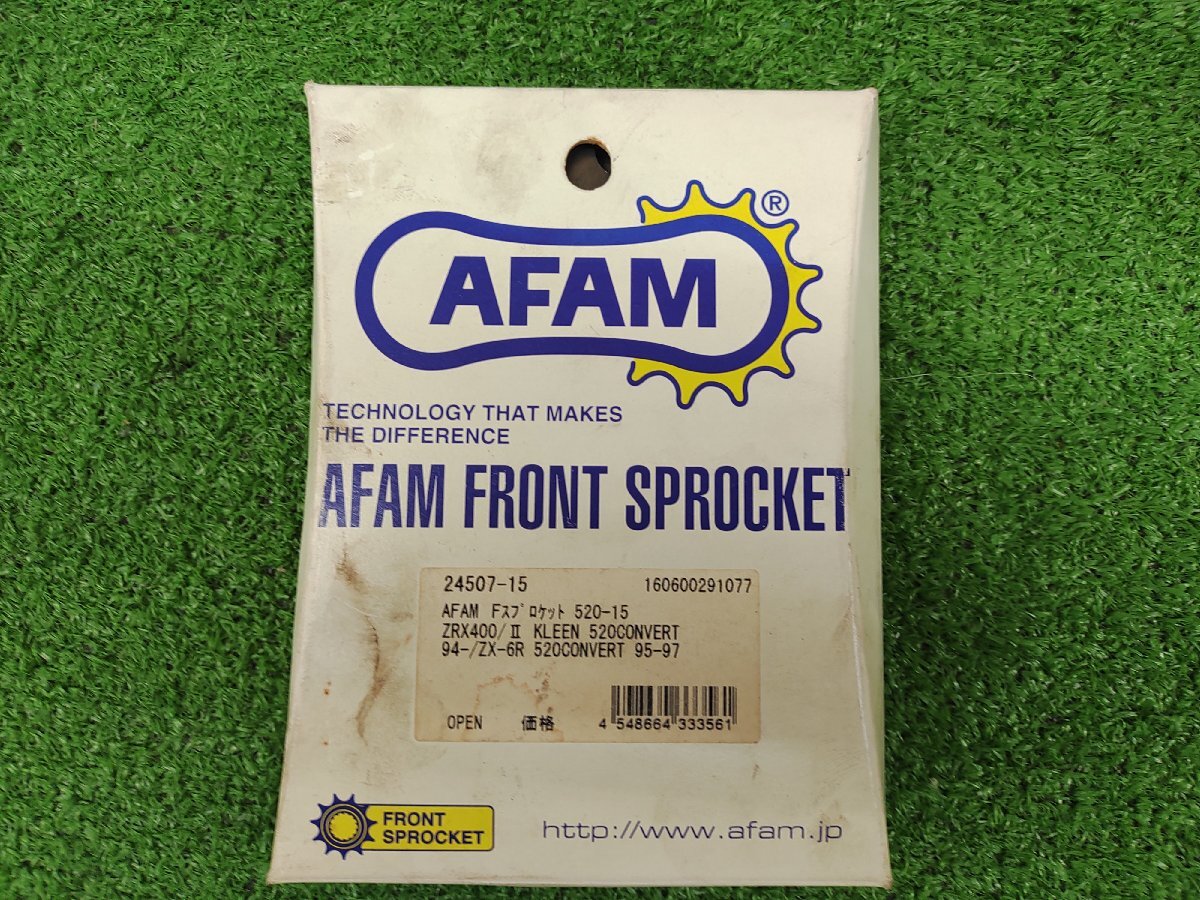 AFAM ®
TECHNOLOGY THAT MAKES
THE DIFFERENCE
AFAM FRONT SPROCKET
24507-15 160600291077
AFAM Fスプロケット 520-15
ZRX400/Ⅱ KLEEN 520CONVERT
94-/ZX-6R 520CONVERT 95-97
OPEN 価格 4 548664 333561
FRONT
SPROCKET
http://www.afam.jp